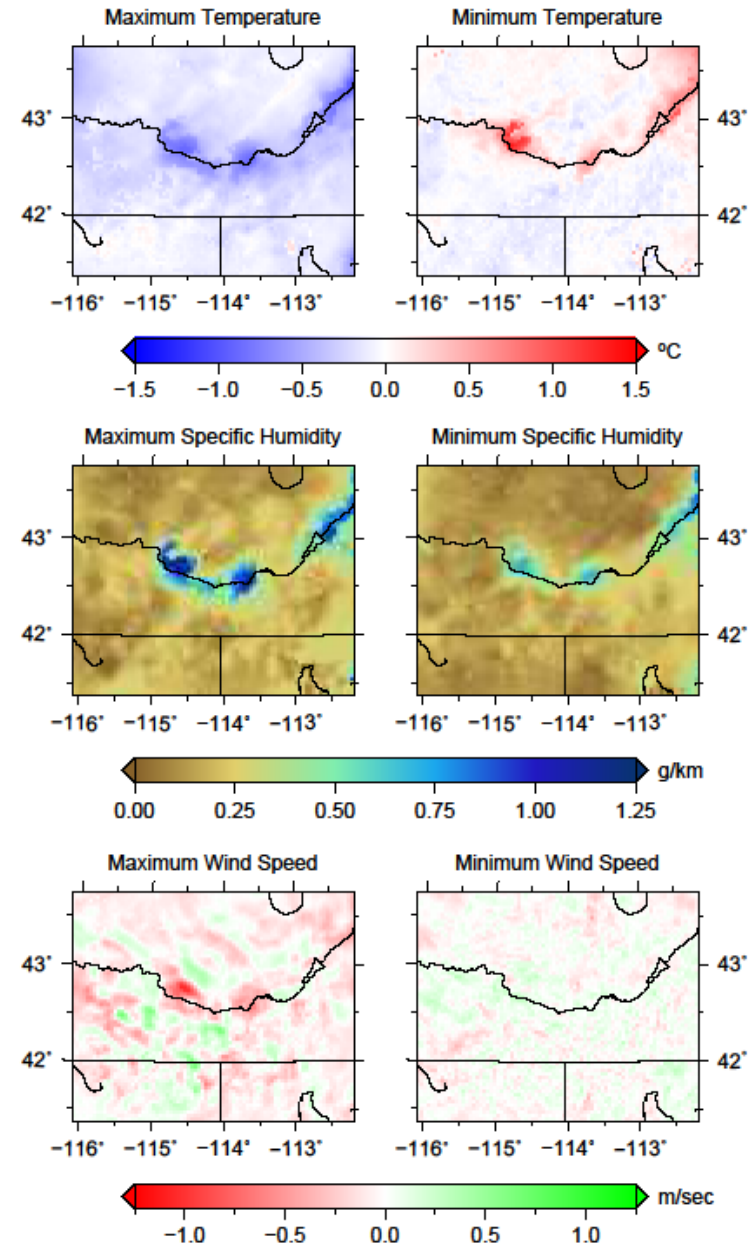 Maximum Temperature Minimum Temperature
43˚ 43˚
42˚ 42˚
−116˚ −115˚ −114˚ −113˚ −116˚ −115˚ −114˚ −113˚
ºC
−1.5 −1.0 −0.5 0.0 0.5 1.0 1.5
Maximum Specific Humidity Minimum Specific Humidity
43˚ 43˚
42˚ 42˚
−116˚ −115˚ −114˚ −113˚ −116˚ −115˚ −114˚ −113˚
g/km
0.00 0.25 0.50 0.75 1.00 1.25
Maximum Wind Speed Minimum Wind Speed
43˚ 43˚
42˚ 42˚
−116˚ −115˚ −114˚ −113˚ −116˚ −115˚ −114˚ −113˚
m/sec
−1.0 −0.5 0.0 0.5 1.0